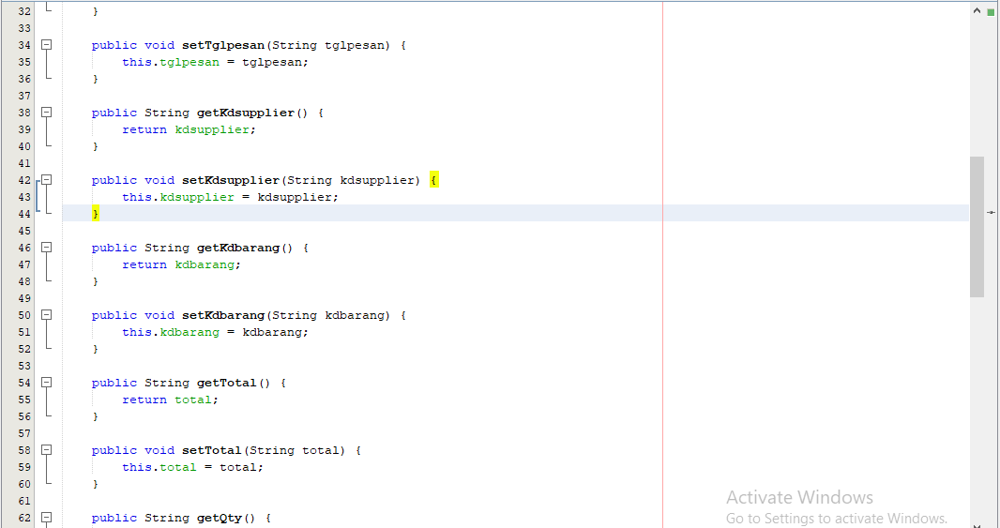 32 }
33
34 public void setTglpesan(String tglpesan) {
35 this.tglpesan = tglpesan;
36 }
37
38 public String getKdsupplier() {
39 return kdsupplier;
40 }
41
42 public void setKdsupplier(String kdsupplier) {
43 this.kdsupplier = kdsupplier;
44 }
45
46 public String getKdbarang() {
47 return kdbarang;
48 }
49
50 public void setKdbarang(String kdbarang) {
51 this.kdbarang = kdbarang;
52 }
53
54 public String getTotal() {
55 return total;
56 }
57
58 public void setTotal(String total) {
59 this.total = total;
60 }
61
62 public String getQty() {
Activate Windows
Go to Settings to activate Windows.